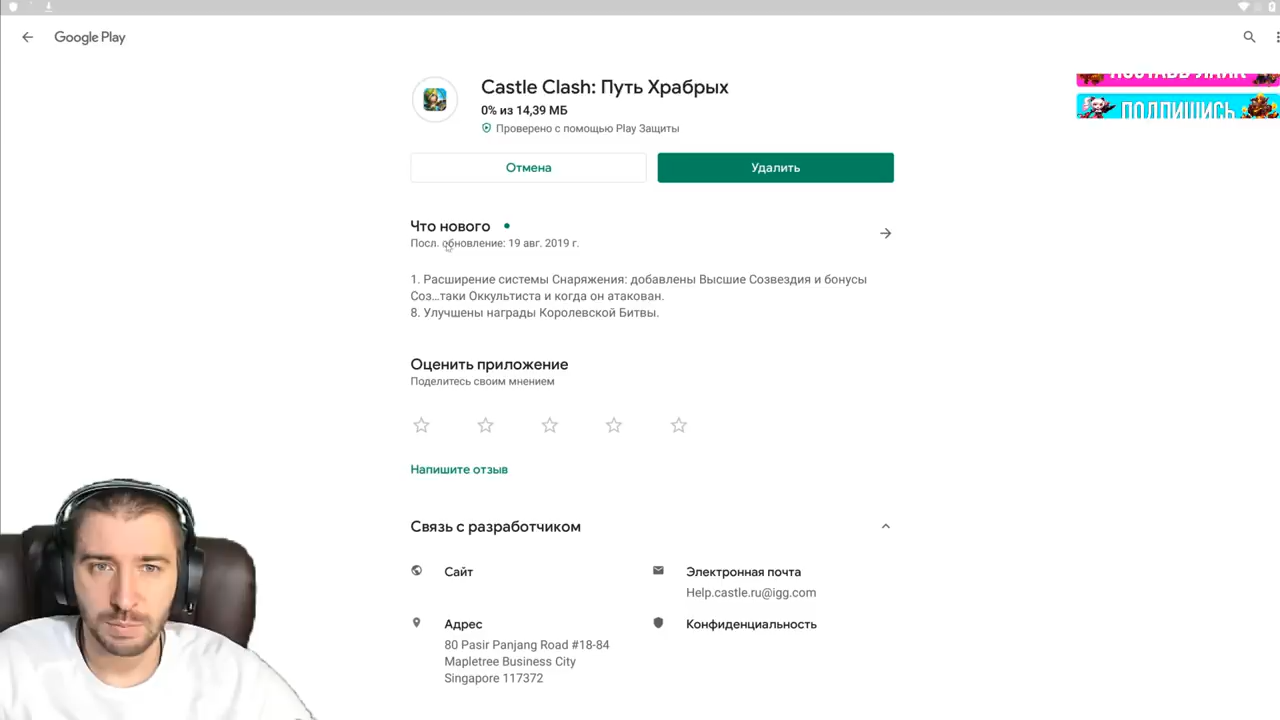 Google Play
Castle Clash: Путь Храбрых
0% из 14,39 МБ
Проверено с помощью Play Защиты
Отмена
Удалить
ПОСТАВЬ ЛАЙК
ПОДПИШИСЬ
Что нового
Посл. обновление: 19 авг. 2019 г.
1. Расширение системы Снаряжения: добавлены Высшие Созвездия и бонусы
Соз...таки Оккультиста и когда он атакован.
8. Улучшены награды Королевской Битвы.
Оценить приложение
Поделитесь своим мнением
Напишите отзыв
Связь с разработчиком
Сайт
Электронная почта
Help.castle.ru@igg.com
Адрес
80 Pasir Panjang Road #18-84
Mapletree Business City
Singapore 117372
Конфиденциальность